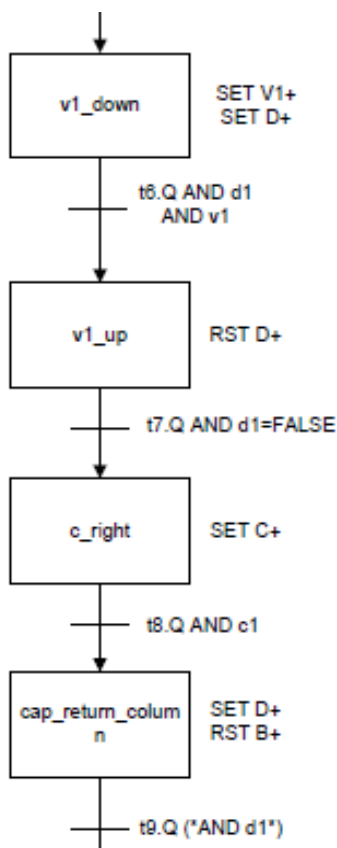 v1_down
SET V1+
SET D+
t6.Q AND d1
AND v1
v1_up
RST D+
t7.Q AND d1=FALSE
c_right
SET C+
t8.Q AND c1
cap_return_colum
n
SET D+
RST B+
t9.Q ("AND d1")